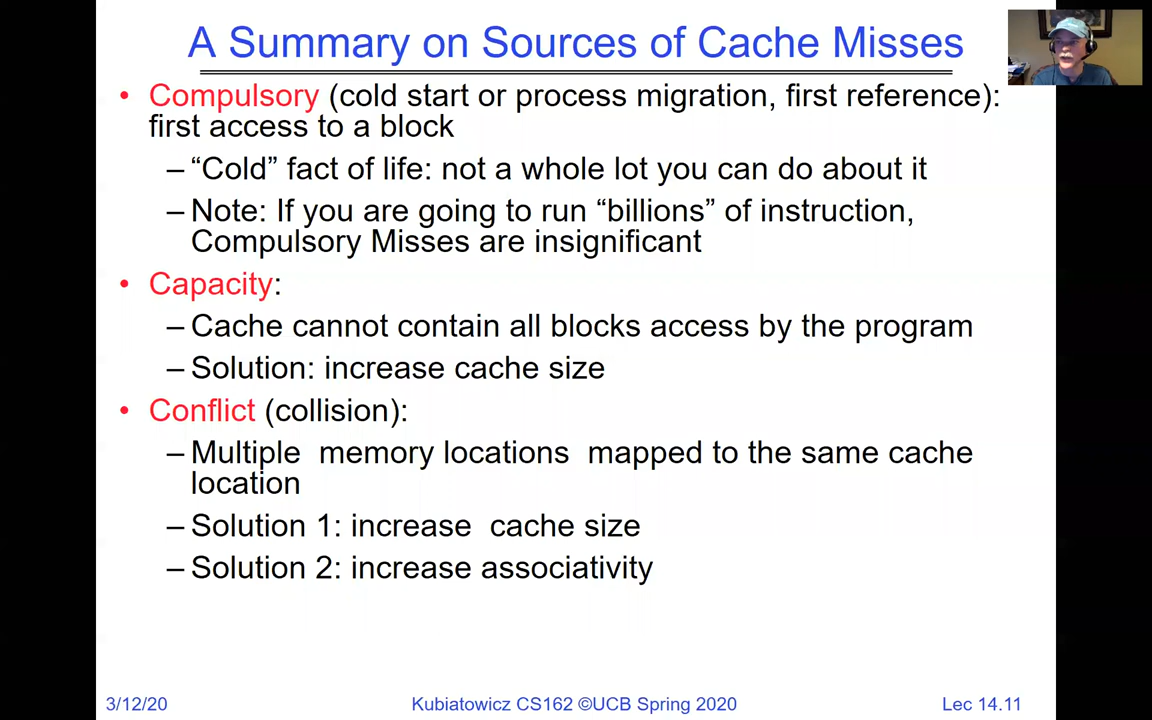 A Summary on Sources of Cache Misses
• Compulsory (cold start or process migration, first reference):
first access to a block
– “Cold” fact of life: not a whole lot you can do about it
– Note: If you are going to run “billions” of instruction,
Compulsory Misses are insignificant
• Capacity:
– Cache cannot contain all blocks access by the program
– Solution: increase cache size
• Conflict (collision):
– Multiple memory locations mapped to the same cache
location
– Solution 1: increase cache size
– Solution 2: increase associativity
3/12/20
Kubiatowicz CS162 ©UCB Spring 2020
Lec 14.11